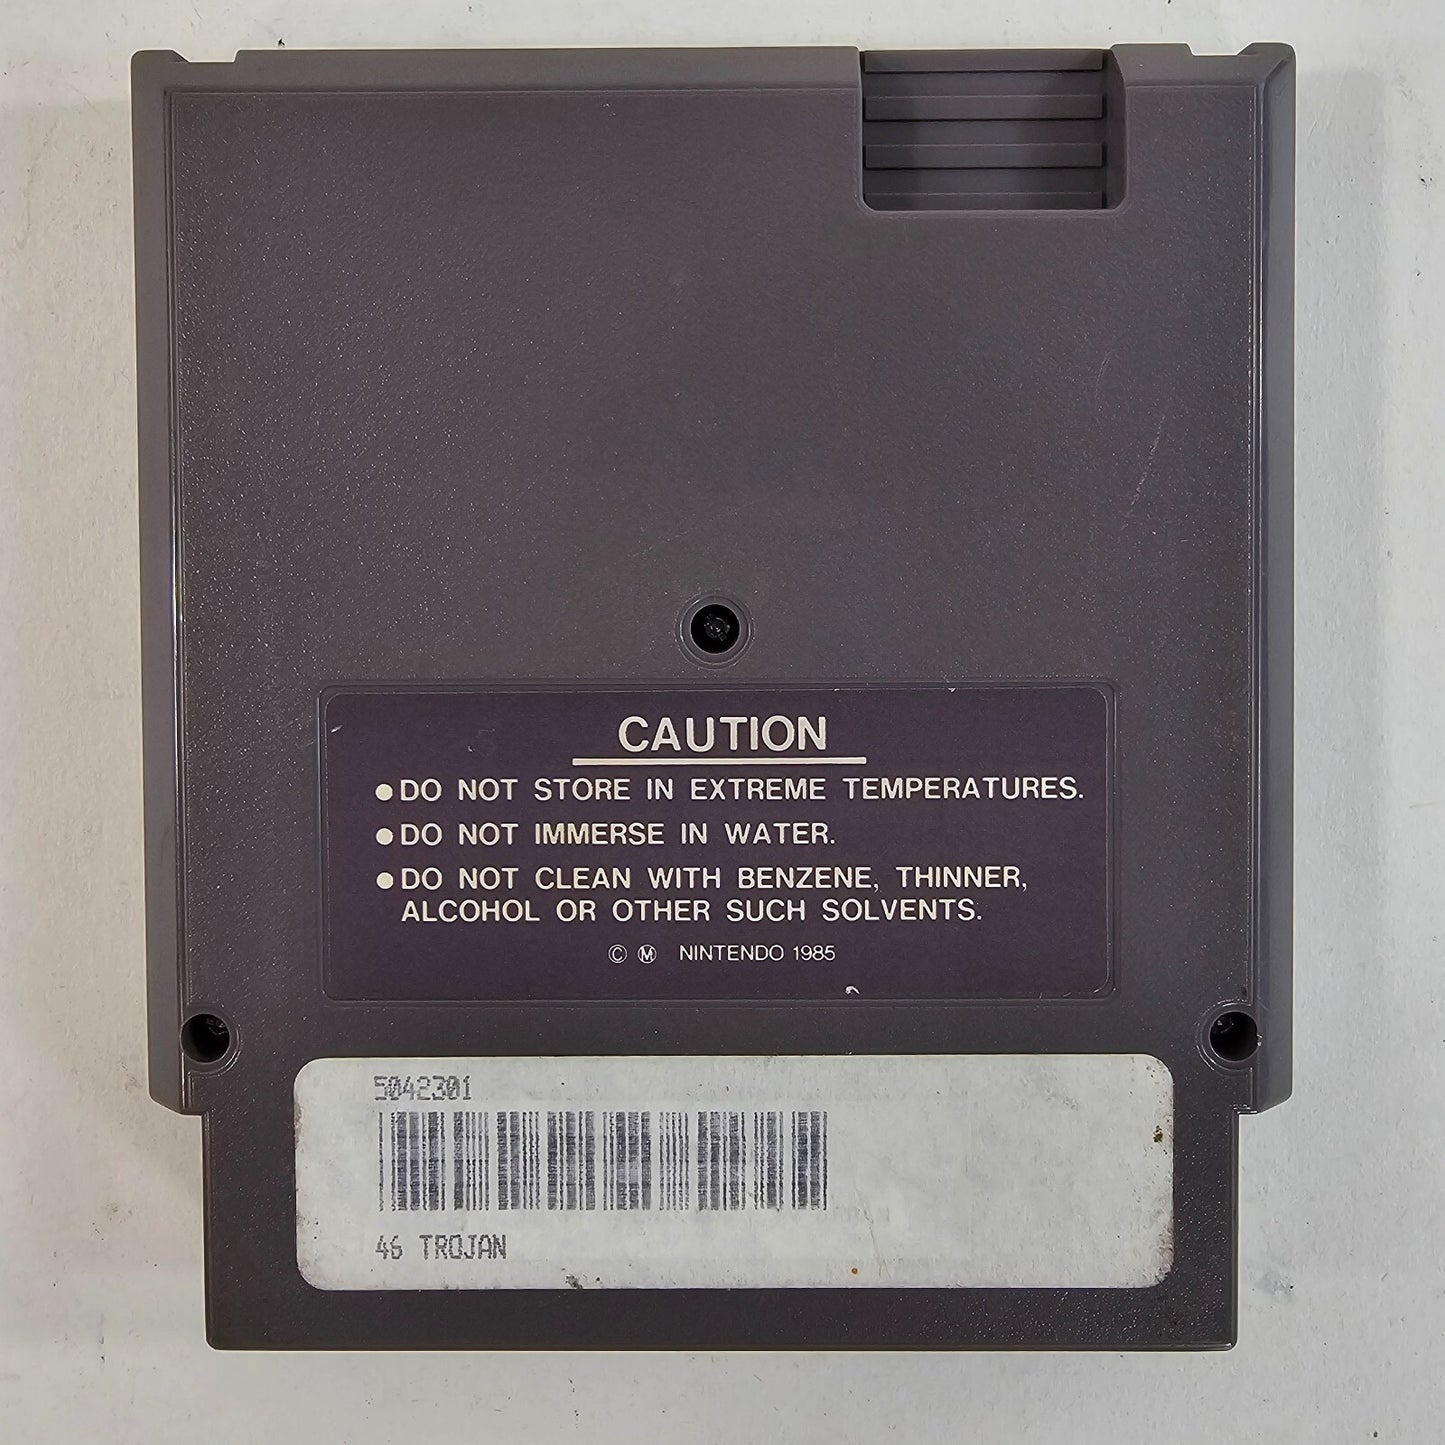 CAUTION
●DO NOT STORE IN EXTREME TEMPERATURES.
●DO NOT IMMERSE IN WATER.
●DO NOT CLEAN WITH BENZENE, THINNER,
ALCOHOL OR OTHER SUCH SOLVENTS.
© Ⓜ NINTENDO 1985
5042301
46 TROJAN